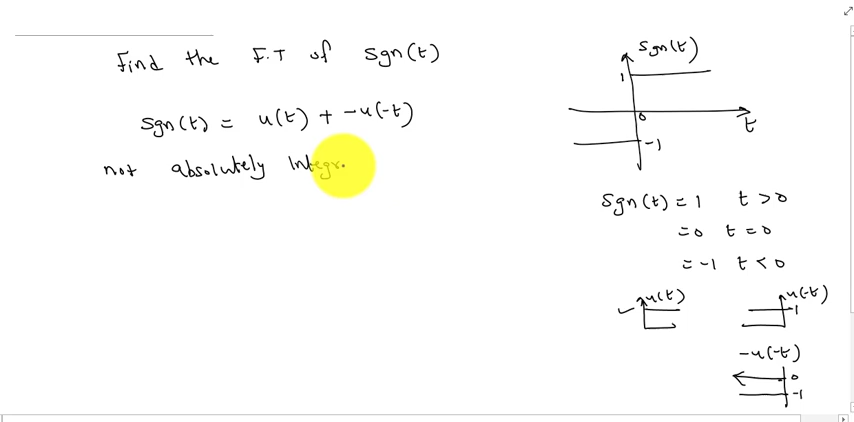 Find the F.T of Sgn(t)
Sgn(t) = u(t) + -u(-t)
not absolutely Integr.
Sgn(t)
1
0
t
-1
Sgn(t) = 1 t > 0
= 0 t = 0
= -1 t < 0
u(t)
u(-t)
1
-u(-t)
0
-1